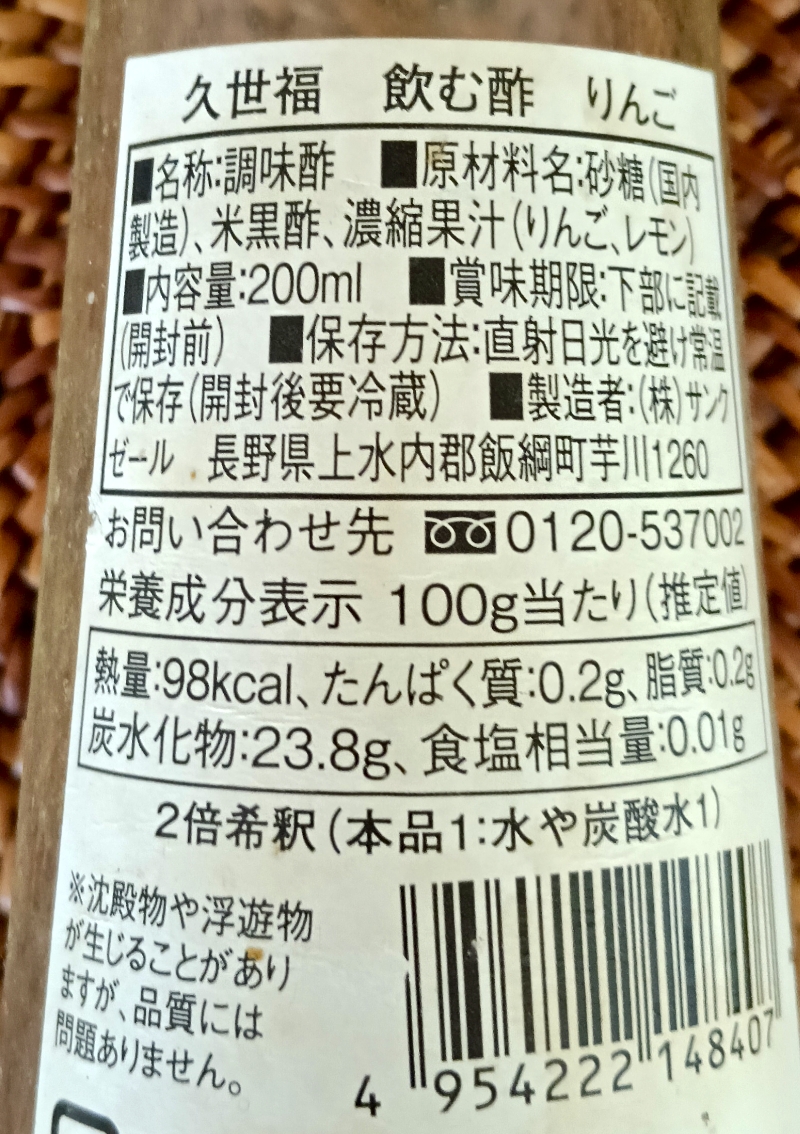 久世福 飲む酢 りんご
■名称:調味酢 ■原材料名:砂糖(国内
製造)、米黒酢、濃縮果汁(りんご、レモン)
■内容量:200ml ■賞味期限:下部に記載
(開封前) ■保存方法:直射日光を避け常温
で保存(開封後要冷蔵) ■製造者:(株)サンク
ゼール 長野県上水内郡飯綱町芋川1260
お問い合わせ先 0120-537002
栄養成分表示 100g当たり(推定値)
熱量:98kcal、たんぱく質:0.2g、脂質:0.2g
炭水化物:23.8g、食塩相当量:0.01g
2倍希釈(本品1:水や炭酸水1)
※沈殿物や浮遊物
が生じることがあり
ますが、品質には
問題ありません。
4 954222 148407